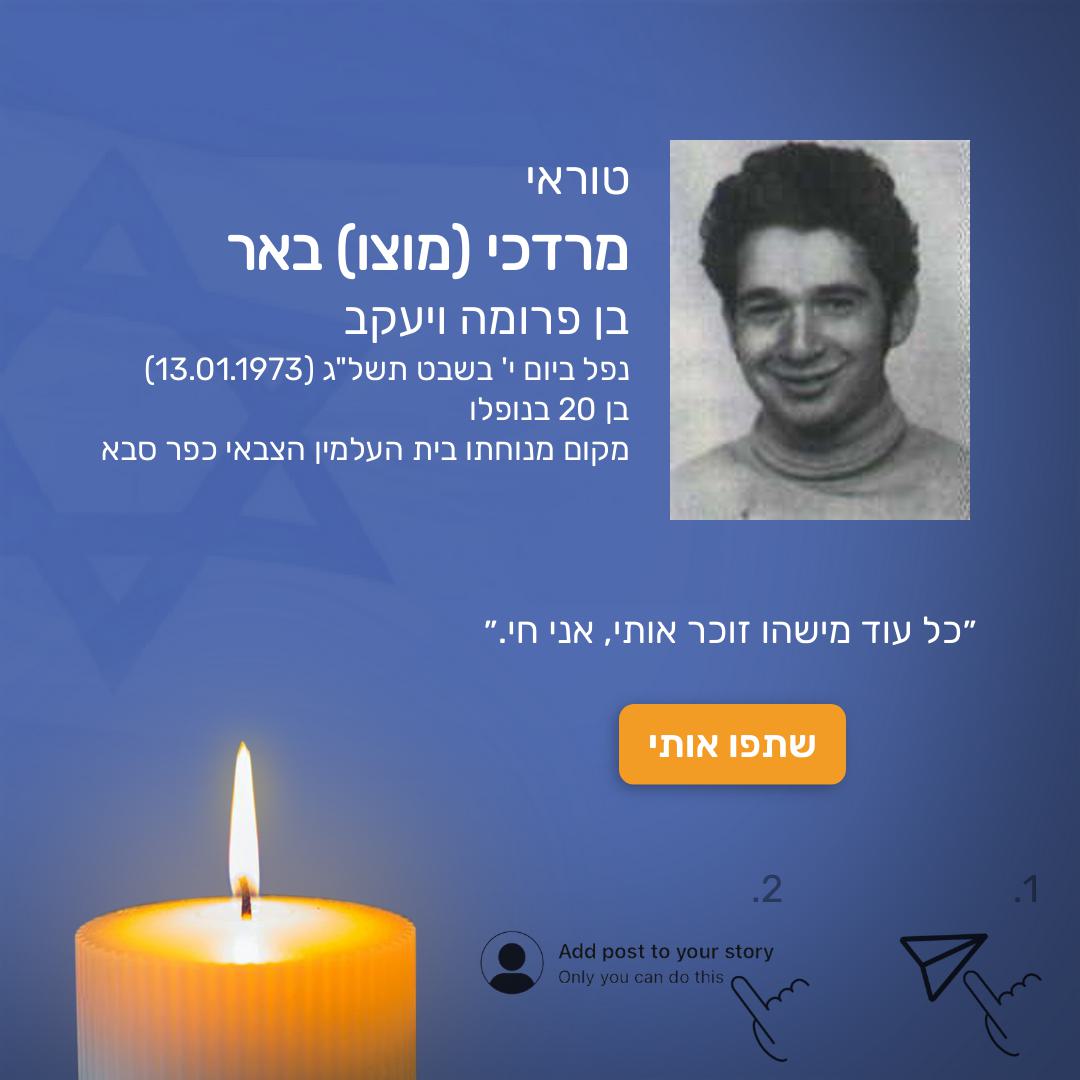 טוראי
מרדכי (מוצו) באר
בן פרומה ויעקב
נפל ביום י' בשבט תשל"ג (13.01.1973)
בן 20 בנופלו
מקום מנוחתו בית העלמין הצבאי כפר סבא
״כל עוד מישהו זוכר אותי, אני חי.״
שתפו אותי
.1
.2
Add post to your story
Only you can do this